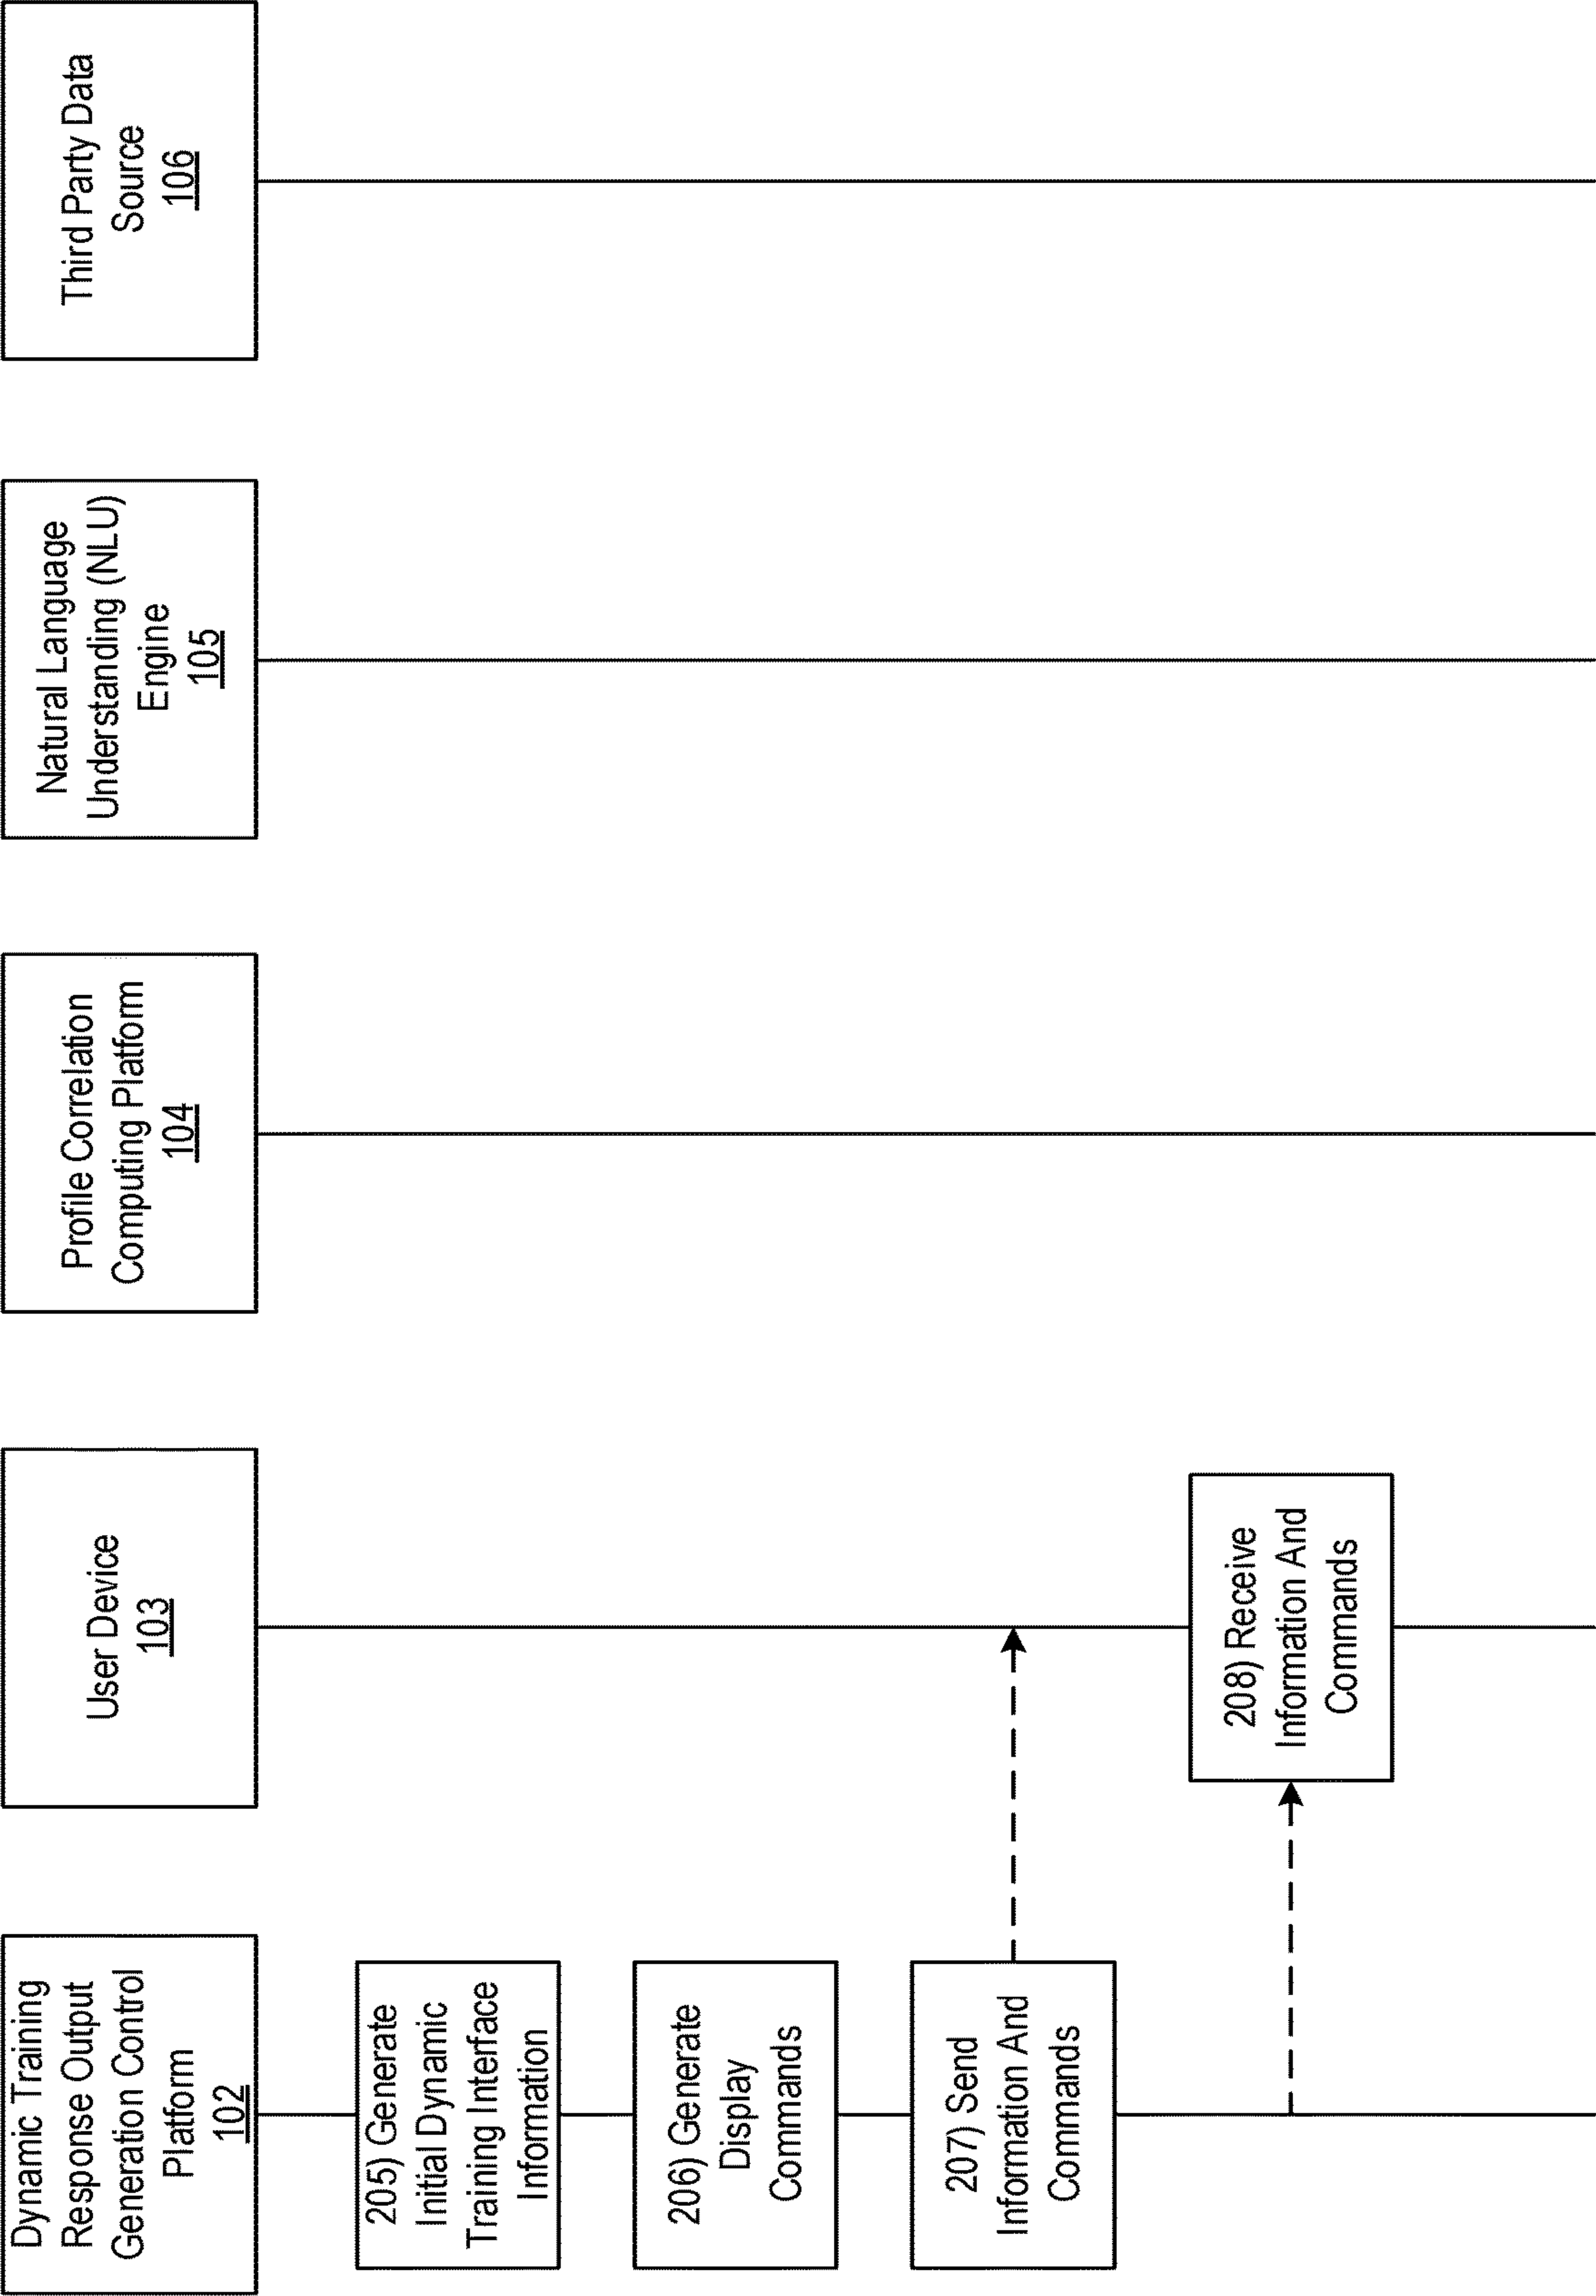 Dynamic Training
Response Output
Generation Control
Platform
102
User Device
103
Profile Correlation
Computing Platform
104
Natural Language
Understanding (NLU)
Engine
105
Third Party Data
Source
106
205) Generate
Initial Dynamic
Training Interface
Information
206) Generate
Display
Commands
207) Send
Information And
Commands
208) Receive
Information And
Commands